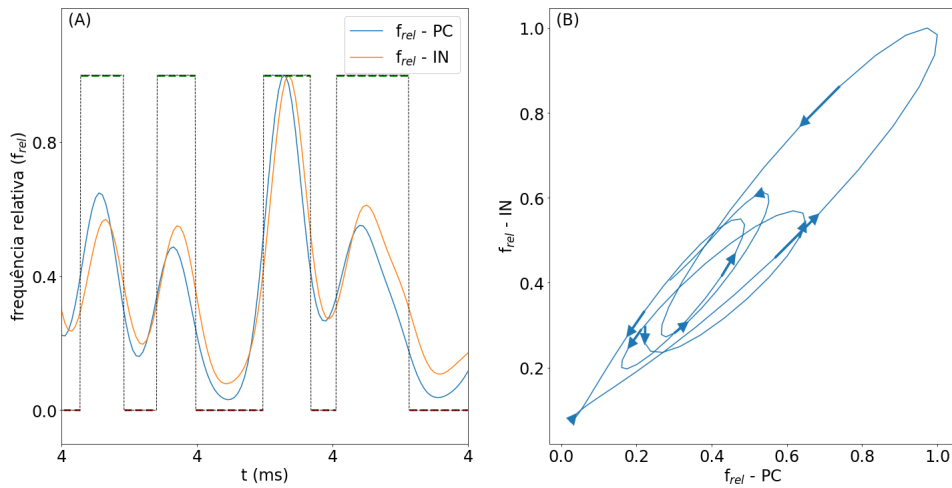 (A)
f_rel - PC
f_rel - IN
frequência relativa (f_rel)
0.8
0.4
0.0
4 4 4 4
t (ms)
(B)
f_rel - IN
1.0
0.8
0.6
0.4
0.2
0.0 0.2 0.4 0.6 0.8 1.0
f_rel - PC